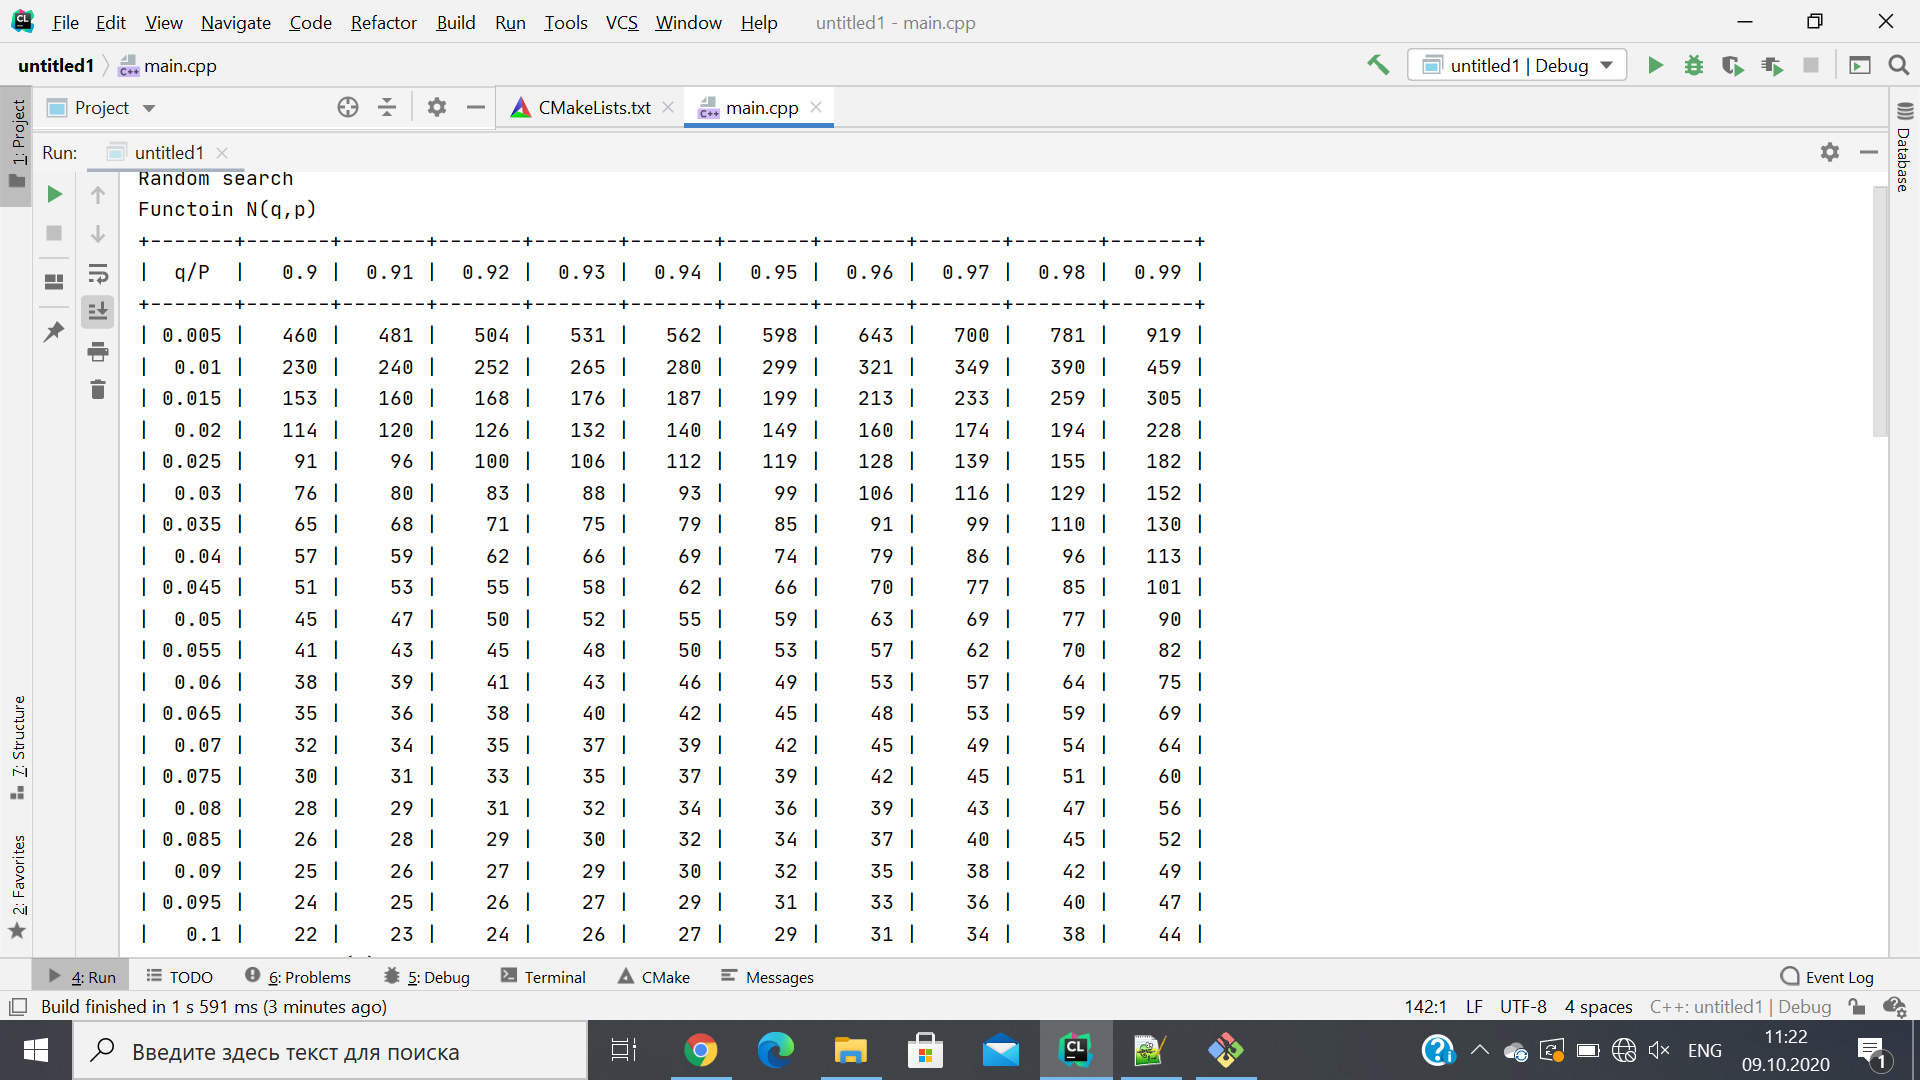 File Edit View Navigate Code Refactor Build Run Tools VCS Window Help untitled1 - main.cpp
untitled1 main.cpp untitled1 | Debug
Project CMakeLists.txt main.cpp
1: Project
Database
Run: untitled1
Random search
Functoin N(q,p)
+-------+-------+-------+-------+-------+-------+-------+-------+-------+-------+-------+
| q/P | 0.9 | 0.91 | 0.92 | 0.93 | 0.94 | 0.95 | 0.96 | 0.97 | 0.98 | 0.99 |
+-------+-------+-------+-------+-------+-------+-------+-------+-------+-------+-------+
| 0.005 | 460 | 481 | 504 | 531 | 562 | 598 | 643 | 700 | 781 | 919 |
| 0.01 | 230 | 240 | 252 | 265 | 280 | 299 | 321 | 349 | 390 | 459 |
| 0.015 | 153 | 160 | 168 | 176 | 187 | 199 | 213 | 233 | 259 | 305 |
| 0.02 | 114 | 120 | 126 | 132 | 140 | 149 | 160 | 174 | 194 | 228 |
| 0.025 | 91 | 96 | 100 | 106 | 112 | 119 | 128 | 139 | 155 | 182 |
| 0.03 | 76 | 80 | 83 | 88 | 93 | 99 | 106 | 116 | 129 | 152 |
| 0.035 | 65 | 68 | 71 | 75 | 79 | 85 | 91 | 99 | 110 | 130 |
| 0.04 | 57 | 59 | 62 | 66 | 69 | 74 | 79 | 86 | 96 | 113 |
| 0.045 | 51 | 53 | 55 | 58 | 62 | 66 | 70 | 77 | 85 | 101 |
| 0.05 | 45 | 47 | 50 | 52 | 55 | 59 | 63 | 69 | 77 | 90 |
| 0.055 | 41 | 43 | 45 | 48 | 50 | 53 | 57 | 62 | 70 | 82 |
| 0.06 | 38 | 39 | 41 | 43 | 46 | 49 | 53 | 57 | 64 | 75 |
| 0.065 | 35 | 36 | 38 | 40 | 42 | 45 | 48 | 53 | 59 | 69 |
| 0.07 | 32 | 34 | 35 | 37 | 39 | 42 | 45 | 49 | 54 | 64 |
| 0.075 | 30 | 31 | 33 | 35 | 37 | 39 | 42 | 45 | 51 | 60 |
| 0.08 | 28 | 29 | 31 | 32 | 34 | 36 | 39 | 43 | 47 | 56 |
| 0.085 | 26 | 28 | 29 | 30 | 32 | 34 | 37 | 40 | 45 | 52 |
| 0.09 | 25 | 26 | 27 | 29 | 30 | 32 | 35 | 38 | 42 | 49 |
| 0.095 | 24 | 25 | 26 | 27 | 29 | 31 | 33 | 36 | 40 | 47 |
| 0.1 | 22 | 23 | 24 | 26 | 27 | 29 | 31 | 34 | 38 | 44 |
7: Structure
2: Favorites
4: Run TODO 6: Problems 5: Debug Terminal CMake Messages Event Log
Build finished in 1 s 591 ms (3 minutes ago) 142:1 LF UTF-8 4 spaces C++: untitled1 | Debug
Введите здесь текст для поиска
ENG
11:22
09.10.2020
1